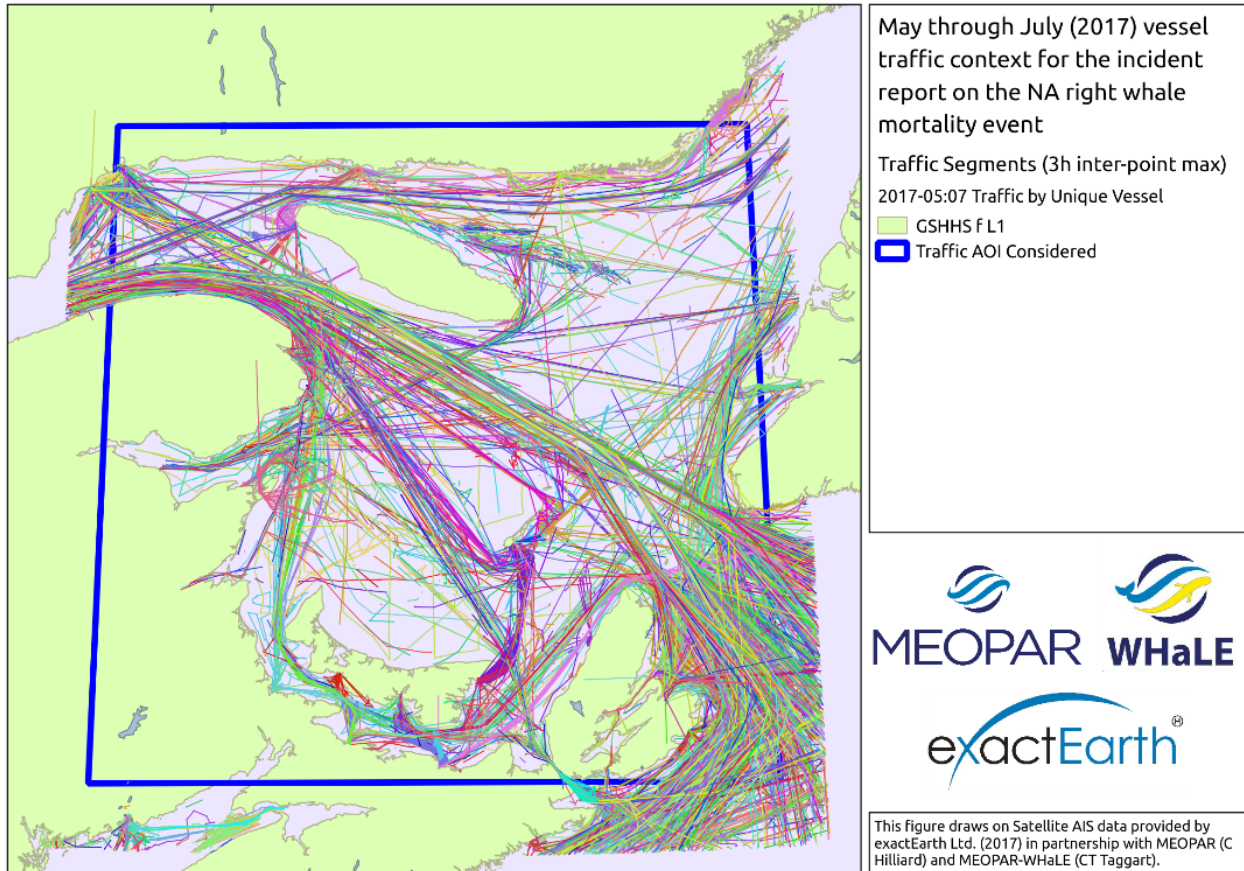 May through July (2017) vessel
traffic context for the incident
report on the NA right whale
mortality event
Traffic Segments (3h inter-point max)
2017-05:07 Traffic by Unique Vessel
GSHHS f L1
Traffic AOI Considered
MEOPAR
WHaLE
exactEarth®
This figure draws on Satellite AIS data provided by
exactEarth Ltd. (2017) in partnership with MEOPAR (C
Hilliard) and MEOPAR-WHaLE (CT Taggart).